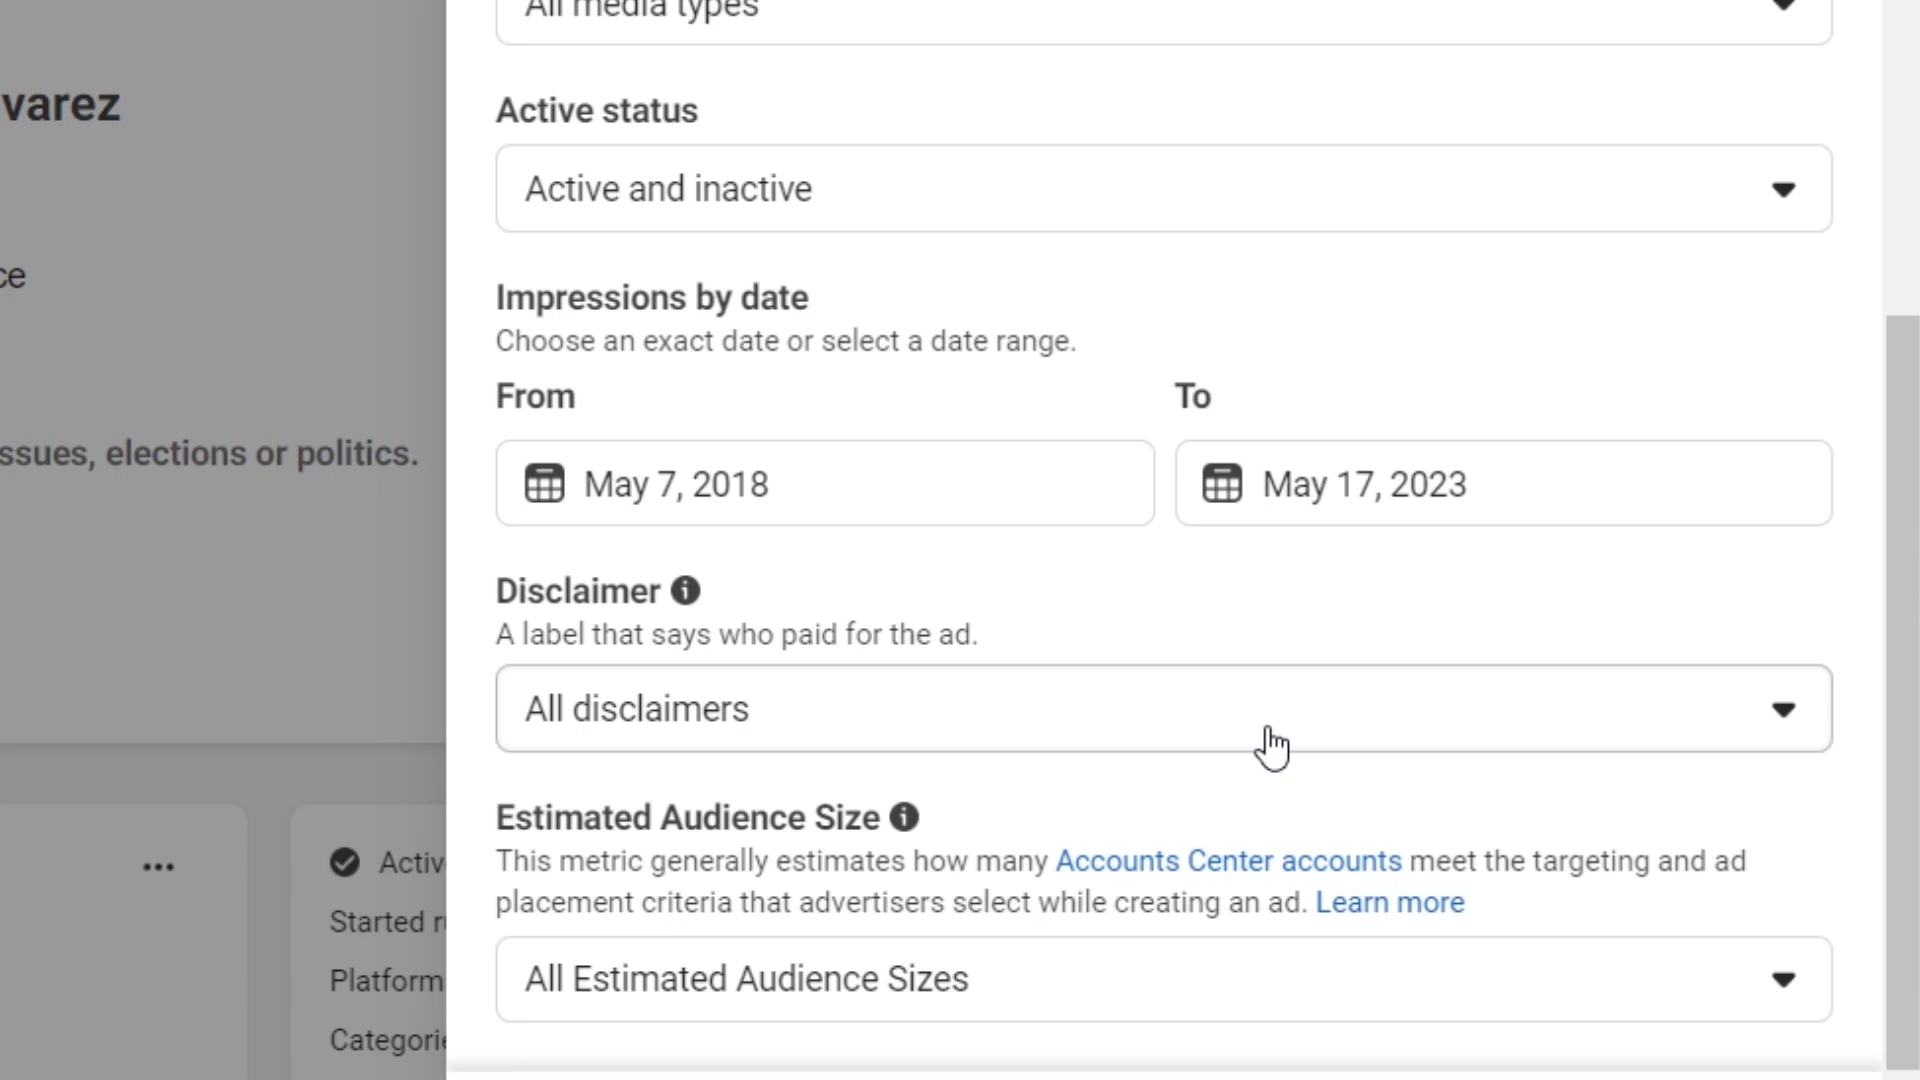 All media types
varez
Active status
Active and inactive
ce
Impressions by date
Choose an exact date or select a date range.
From
To
ssues, elections or politics.
May 7, 2018
May 17, 2023
Disclaimer
A label that says who paid for the ad.
All disclaimers
Estimated Audience Size
This metric generally estimates how many Accounts Center accounts meet the targeting and ad
placement criteria that advertisers select while creating an ad. Learn more
All Estimated Audience Sizes
Activ
Started r
Platform
Categorie